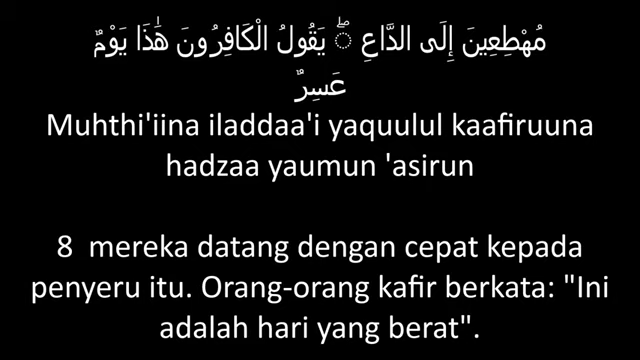 مُهْطِعِينَ إِلَى الدَّاعِ ۖ يَقُولُ الْكَافِرُونَ هَٰذَا يَوْمٌ
عَسِرٌ
Muhthi'iina iladdaa'i yaquulul kaafiruuna
hadzaa yaumun 'asirun
8 mereka datang dengan cepat kepada
penyeru itu. Orang-orang kafir berkata: "Ini
adalah hari yang berat".